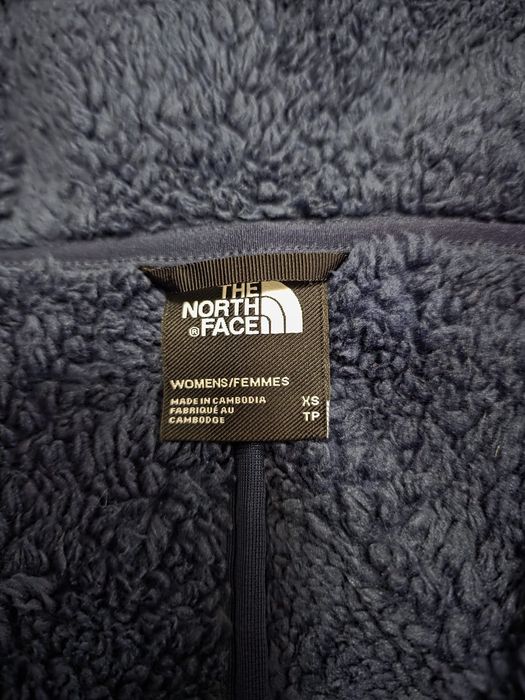 THE
NORTH
®FACE
WOMENS/FEMMES
MADE IN CAMBODIA XS
FABRIQUÉ AU TP
CAMBODGE